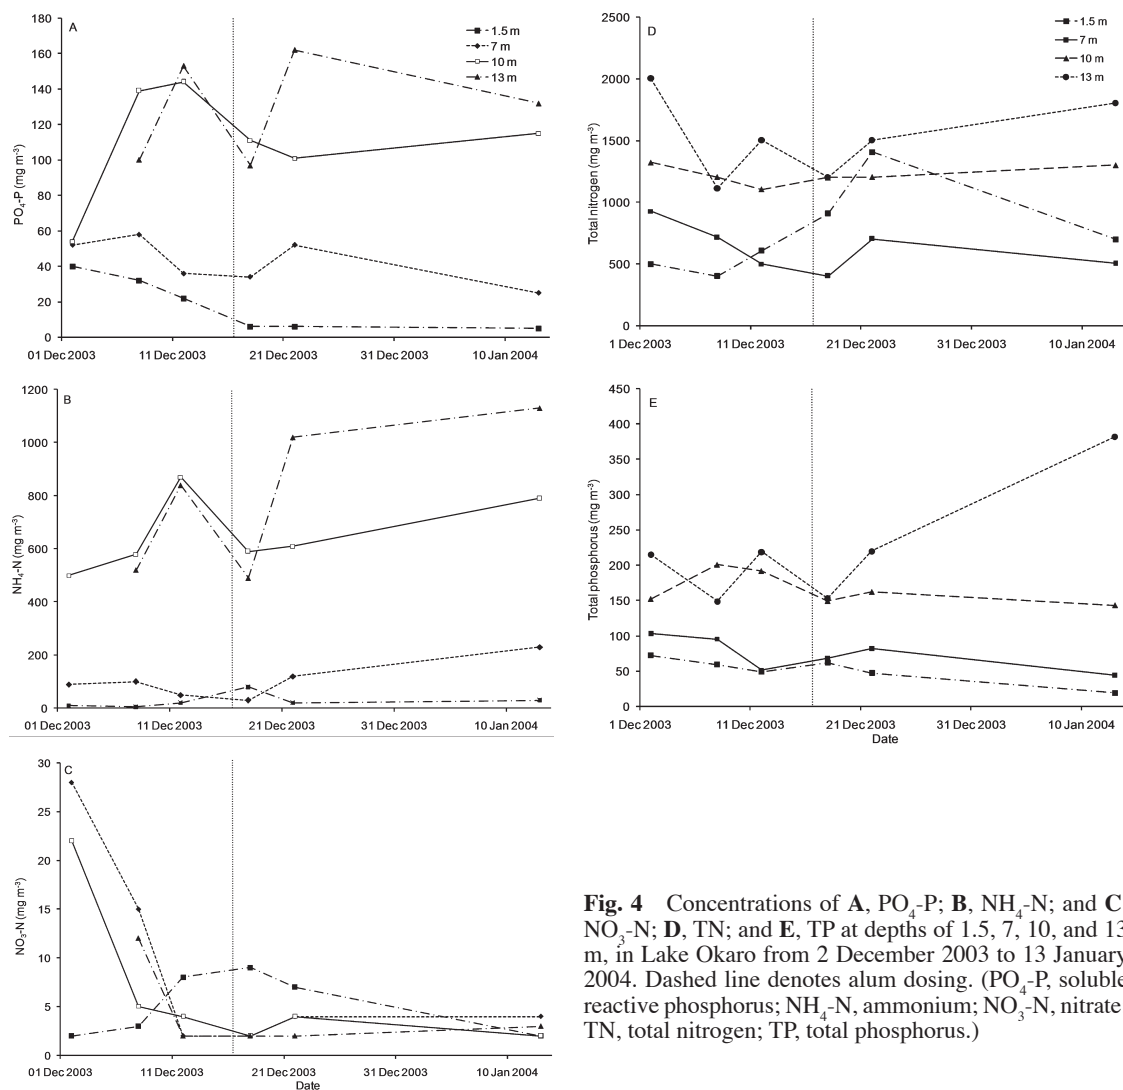 A
180
160
140
120
100
80
60
40
20
0
PO₄-P (mg m⁻³)
1.5 m
7 m
10 m
13 m
01 Dec 2003
11 Dec 2003
21 Dec 2003
31 Dec 2003
10 Jan 2004
D
2500
2000
1500
1000
500
0
Total nitrogen (mg m⁻³)
1.5 m
7 m
10 m
13 m
1 Dec 2003
11 Dec 2003
21 Dec 2003
31 Dec 2003
10 Jan 2004
B
1200
1000
800
600
400
200
0
NH₄-N (mg m⁻³)
01 Dec 2003
11 Dec 2003
21 Dec 2003
31 Dec 2003
10 Jan 2004
E
450
400
350
300
250
200
150
100
50
0
Total phosphorus (mg m⁻³)
1 Dec 2003
11 Dec 2003
21 Dec 2003
31 Dec 2003
10 Jan 2004
Date
C
30
25
20
15
10
5
0
NO₃-N (mg m⁻³)
01 Dec 2003
11 Dec 2003
21 Dec 2003
31 Dec 2003
10 Jan 2004
Date
Fig. 4 Concentrations of A, PO₄-P; B, NH₄-N; and C
NO₃-N; D, TN; and E, TP at depths of 1.5, 7, 10, and 13
m, in Lake Okaro from 2 December 2003 to 13 January
2004. Dashed line denotes alum dosing. (PO₄-P, soluble
reactive phosphorus; NH₄-N, ammonium; NO₃-N, nitrate
TN, total nitrogen; TP, total phosphorus.)